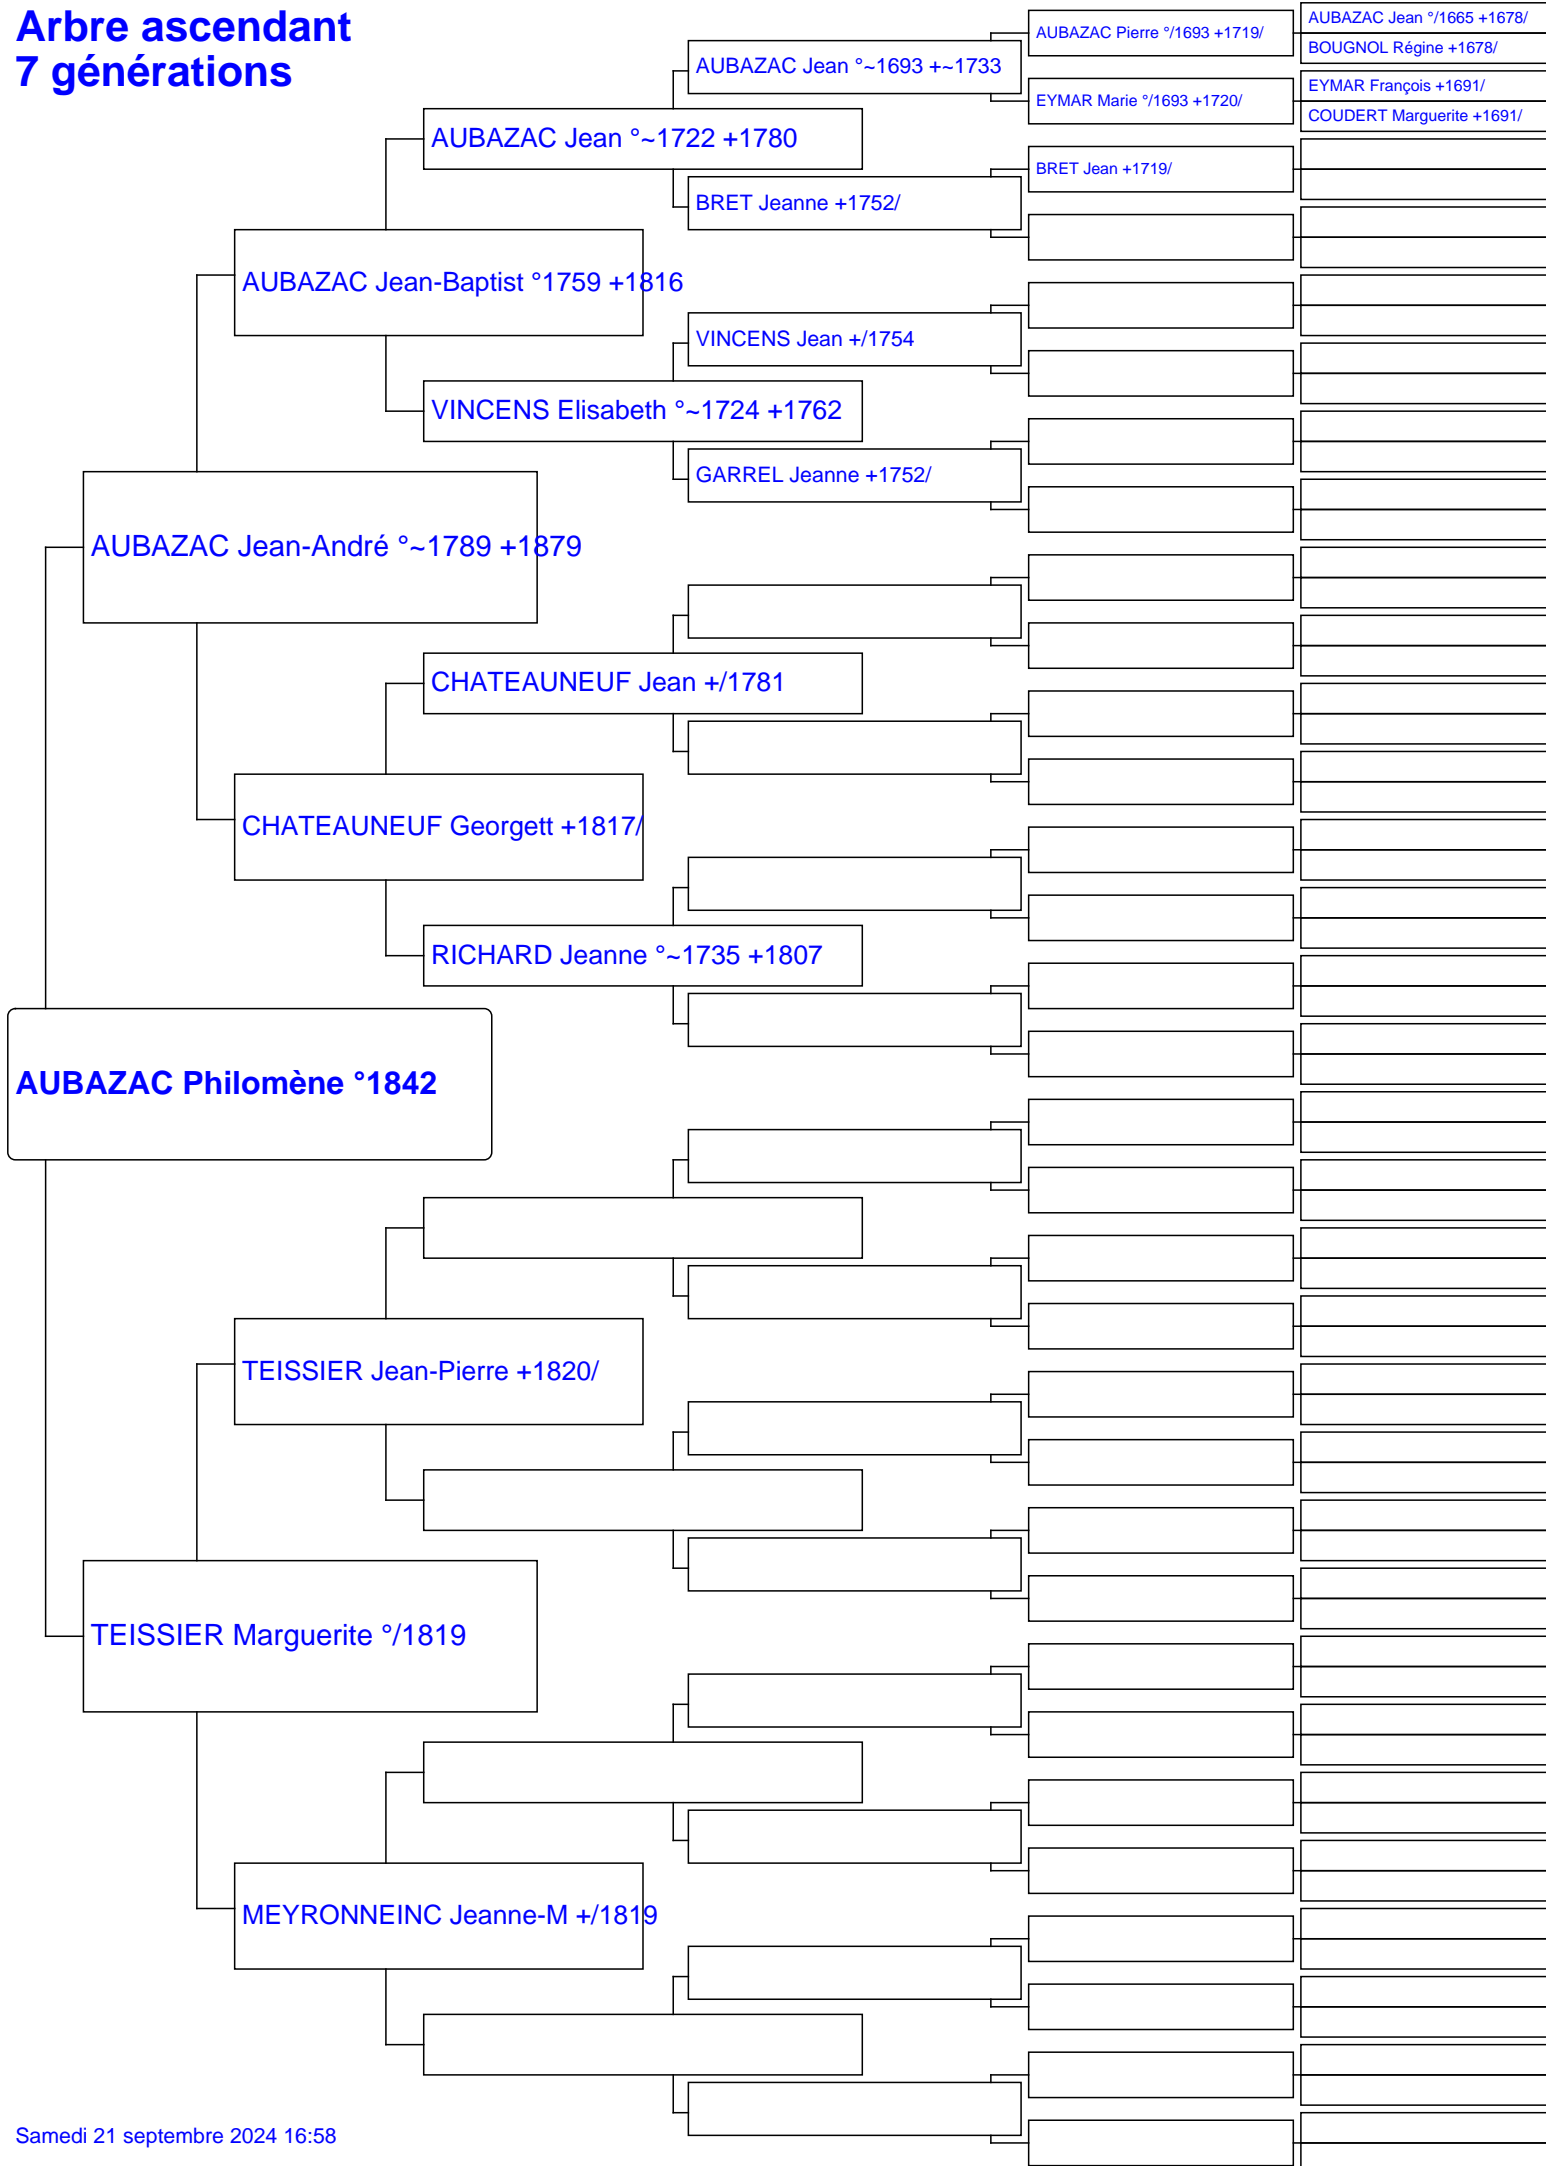 Arbre ascendant
7 générations
AUBAZAC Jean °/1665 +1678/
AUBAZAC Pierre °/1693 +1719/
BOUGNOL Régine +1678/
AUBAZAC Jean °~1693 +~1733
EYMAR François +1691/
EYMAR Marie °/1693 +1720/
COUDERT Marguerite +1691/
AUBAZAC Jean °~1722 +1780
BRET Jean +1719/
BRET Jeanne +1752/
AUBAZAC Jean-Baptist °1759 +1816
VINCENS Jean +/1754
VINCENS Elisabeth °~1724 +1762
GARREL Jeanne +1752/
AUBAZAC Jean-André °~1789 +1879
CHATEAUNEUF Jean +/1781
CHATEAUNEUF Georgett +1817/
RICHARD Jeanne °~1735 +1807
AUBAZAC Philomène °1842
TEISSIER Jean-Pierre +1820/
TEISSIER Marguerite °/1819
MEYRONNEINC Jeanne-M +/1819
Samedi 21 septembre 2024 16:58